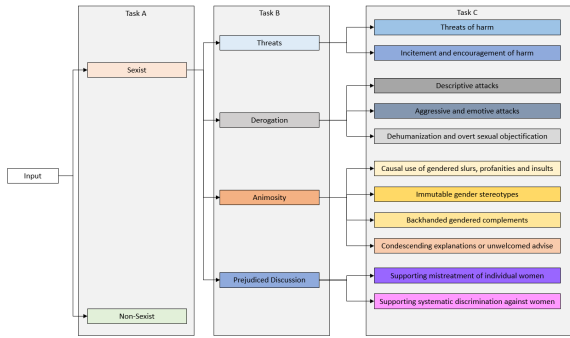 Task A
Task B
Task C
Input
Sexist
Non-Sexist
Threats
Derogation
Animosity
Prejudiced Discussion
Threats of harm
Incitement and encouragement of harm
Descriptive attacks
Aggressive and emotive attacks
Dehumanization and overt sexual objectification
Causal use of gendered slurs, profanities and insults
Immutable gender stereotypes
Backhanded gendered complements
Condescending explanations or unwelcomed advise
Supporting mistreatment of individual women
Supporting systematic discrimination against women